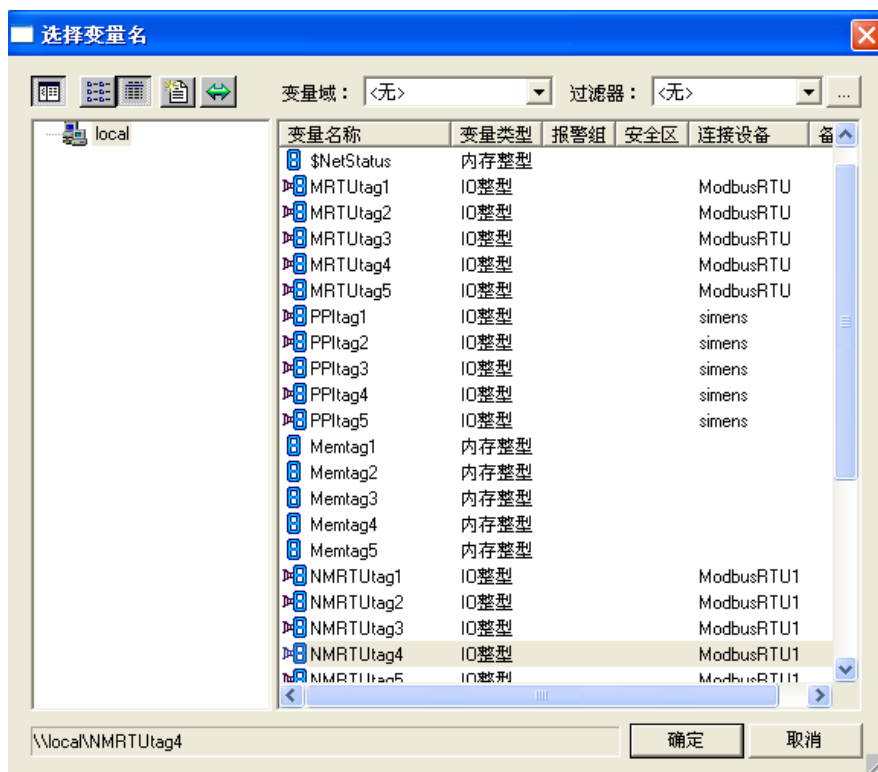 选择变量名
变量域： <无> 过滤器： <无> ...
local
变量名称 变量类型 报警组 安全区 连接设备 备
$NetStatus 内存整型
MRTUtag1 IO整型 ModbusRTU
MRTUtag2 IO整型 ModbusRTU
MRTUtag3 IO整型 ModbusRTU
MRTUtag4 IO整型 ModbusRTU
MRTUtag5 IO整型 ModbusRTU
PPItag1 IO整型 simens
PPItag2 IO整型 simens
PPItag3 IO整型 simens
PPItag4 IO整型 simens
PPItag5 IO整型 simens
Memtag1 内存整型
Memtag2 内存整型
Memtag3 内存整型
Memtag4 内存整型
Memtag5 内存整型
NMRTUtag1 IO整型 ModbusRTU1
NMRTUtag2 IO整型 ModbusRTU1
NMRTUtag3 IO整型 ModbusRTU1
NMRTUtag4 IO整型 ModbusRTU1
NMRTUtag5 IO整型 ModbusRTU1
\\local\NMRTUtag4 确定 取消